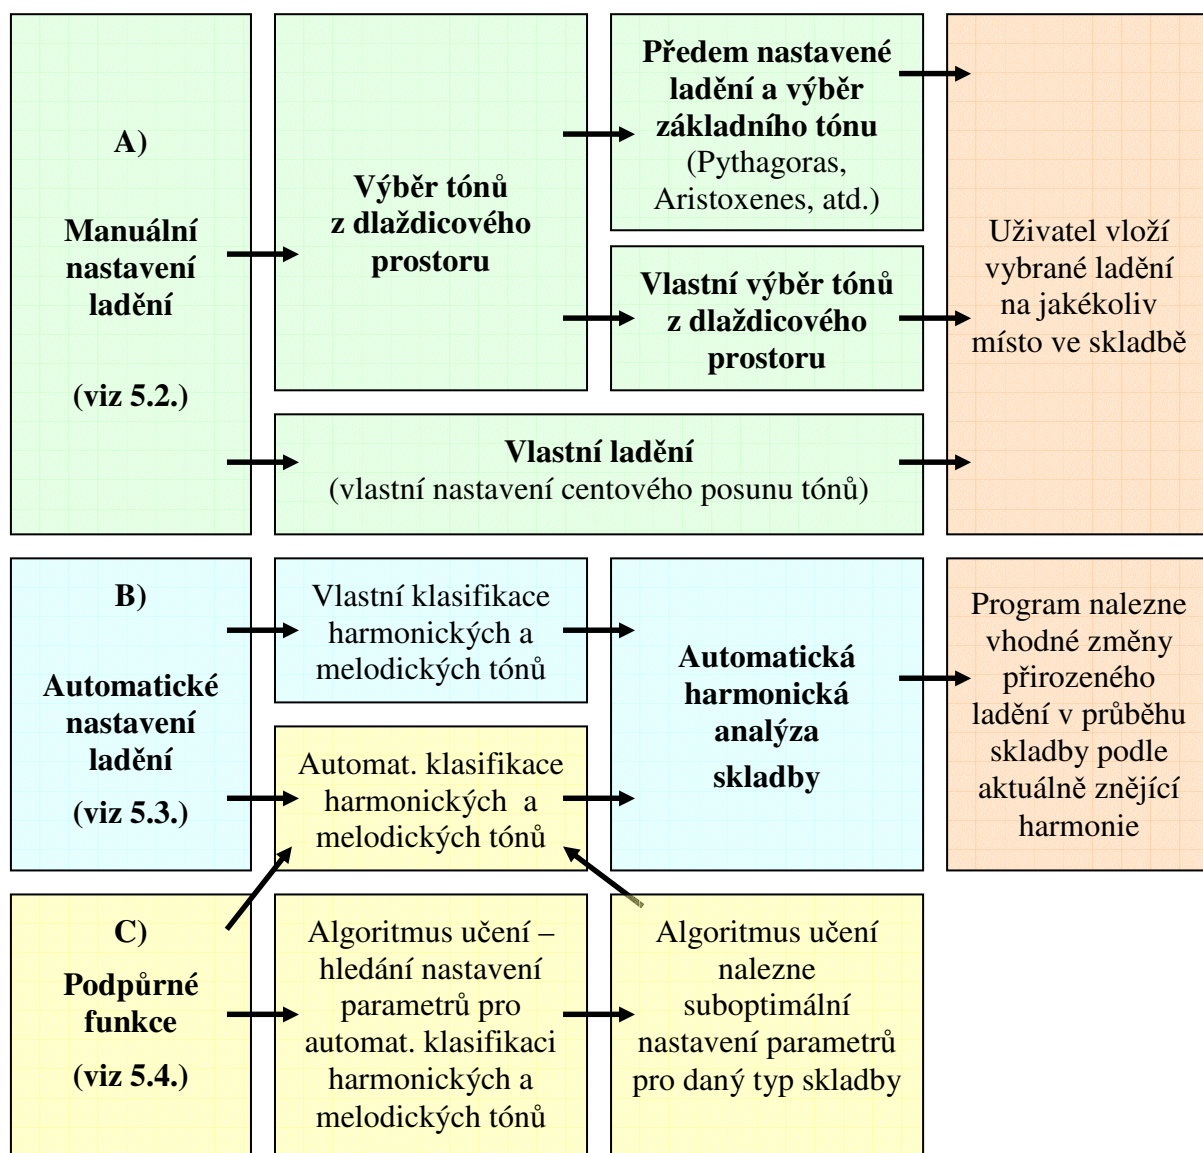 A)
Manuální
nastavení
ladění
(viz 5.2.)
Výběr tónů
z dlaždicového
prostoru
Předem nastavené
ladění a výběr
základního tónu
(Pythagoras,
Aristoxenes, atd.)
Vlastní výběr tónů
z dlaždicového
prostoru
Vlastní ladění
(vlastní nastavení centového posunu tónů)
Uživatel vloží
vybrané ladění
na jakékoliv
místo ve skladbě
B)
Automatické
nastavení
ladění
(viz 5.3.)
Vlastní klasifikace
harmonických a
melodických tónů
Automat. klasifikace
harmonických a
melodických tónů
Automatická
harmonická
analýza
skladby
Program nalezne
vhodné změny
přirozeného
ladění v průběhu
skladby podle
aktuálně znějící
harmonie
C)
Podpůrné
funkce
(viz 5.4.)
Algoritmus učení –
hledání nastavení
parametrů pro
automat. klasifikaci
harmonických a
melodických tónů
Algoritmus učení
nalezne
suboptimální
nastavení parametrů
pro daný typ skladby